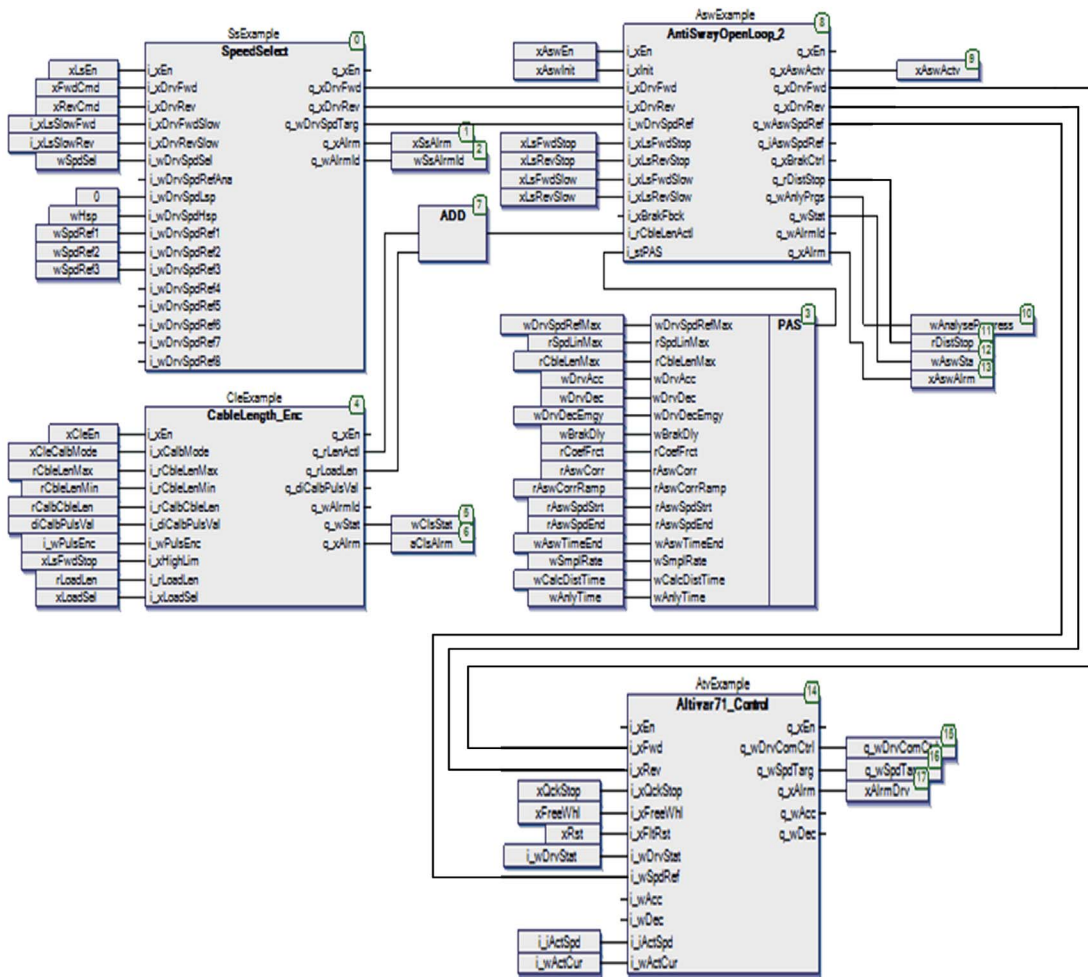 SsExample
0
SpeedSelect
xLsEn i_xEn q_xEn
xFwdCmd i_xDrvFwd q_xDrvFwd
xRevCmd i_xDrvRev q_xDrvRev
i_xLsSlowFwd i_xDrvFwdSlow q_wDrvSpdTarg
i_xLsSlowRev i_xDrvRevSlow q_xAlrm xSsAlrm 1
wSpdSel i_wDrvSpdSel q_wAlrmId wSsAlrmId 2
i_wDrvSpdRefAna
0 i_wDrvSpdLsp
wHsp i_wDrvSpdHsp
wSpdRef1 i_wDrvSpdRef1
wSpdRef2 i_wDrvSpdRef2
wSpdRef3 i_wDrvSpdRef3
i_wDrvSpdRef4
i_wDrvSpdRef5
i_wDrvSpdRef6
i_wDrvSpdRef7
i_wDrvSpdRef8
AswExample
8
AntiSwayOpenLoop_2
xAswEn i_xEn q_xEn
xAswInit i_xInit q_xAswActv xAswActv 9
i_xDrvFwd q_xDrvFwd
i_xDrvRev q_xDrvRev
i_wDrvSpdRef q_wAswSpdRef
xLsFwdStop i_xLsFwdStop q_iAswSpdRef
xLsRevStop i_xLsRevStop q_xBrakCtrl
xLsFwdSlow i_xLsFwdSlow q_rDistStop
xLsRevSlow i_xLsRevSlow q_wAnlyPrgs
i_xBrakFbck q_wStat
i_rCbleLenActl q_wAlrmId
i_stPAS q_xAlrm
7
ADD
10
11
rDistStop 12
wAswSta 13
xAswAlrm
3
wDrvSpdRefMax wDrvSpdRefMax PAS
rSpdLinMax rSpdLinMax
rCbleLenMax rCbleLenMax
wDrvAcc wDrvAcc
wDrvDec wDrvDec
wDrvDecEmgy wDrvDecEmgy
wBrakDly wBrakDly
rCoefFrct rCoefFrct
rAswCorr rAswCorr
rAswCorrRamp rAswCorrRamp
rAswSpdStrt rAswSpdStrt
rAswSpdEnd rAswSpdEnd
wAswTimeEnd wAswTimeEnd
wSmplRate wSmplRate
wCalcDistTime wCalcDistTime
wAnlyTime wAnlyTime
CleExample
4
CableLength_Enc
xCleEn i_xEn q_xEn
xCleCalbMode i_xCalbMode q_rLenActl
rCbleLenMax i_rCbleLenMax q_rLoadLen
rCbleLenMin i_rCbleLenMin q_diCalbPulsVal
rCalbCbleLen i_rCalbCbleLen q_wAlrmId
diCalbPulsVal i_diCalbPulsVal q_wStat wClsStat 5
i_wPulsEnc i_wPulsEnc q_xAlrm aClsAlrm 6
xLsFwdStop i_xHighLim
rLoadLen i_rLoadLen
xLoadSel i_xLoadSel
AtvExample
14
Altivar71_Control
i_xEn q_xEn
i_xFwd q_wDrvComCtrl 15
i_xRev q_wSpdTarg 16
xQckStop i_xQckStop q_xAlrm xAlrmDrv 17
xFreeWhl i_xFreeWhl q_wAcc
xRst i_xFltRst q_wDec
i_wDrvStat i_wDrvStat
i_wSpdRef
i_wAcc
i_wDec
i_iActSpd i_iActSpd
i_wActCur i_wActCur